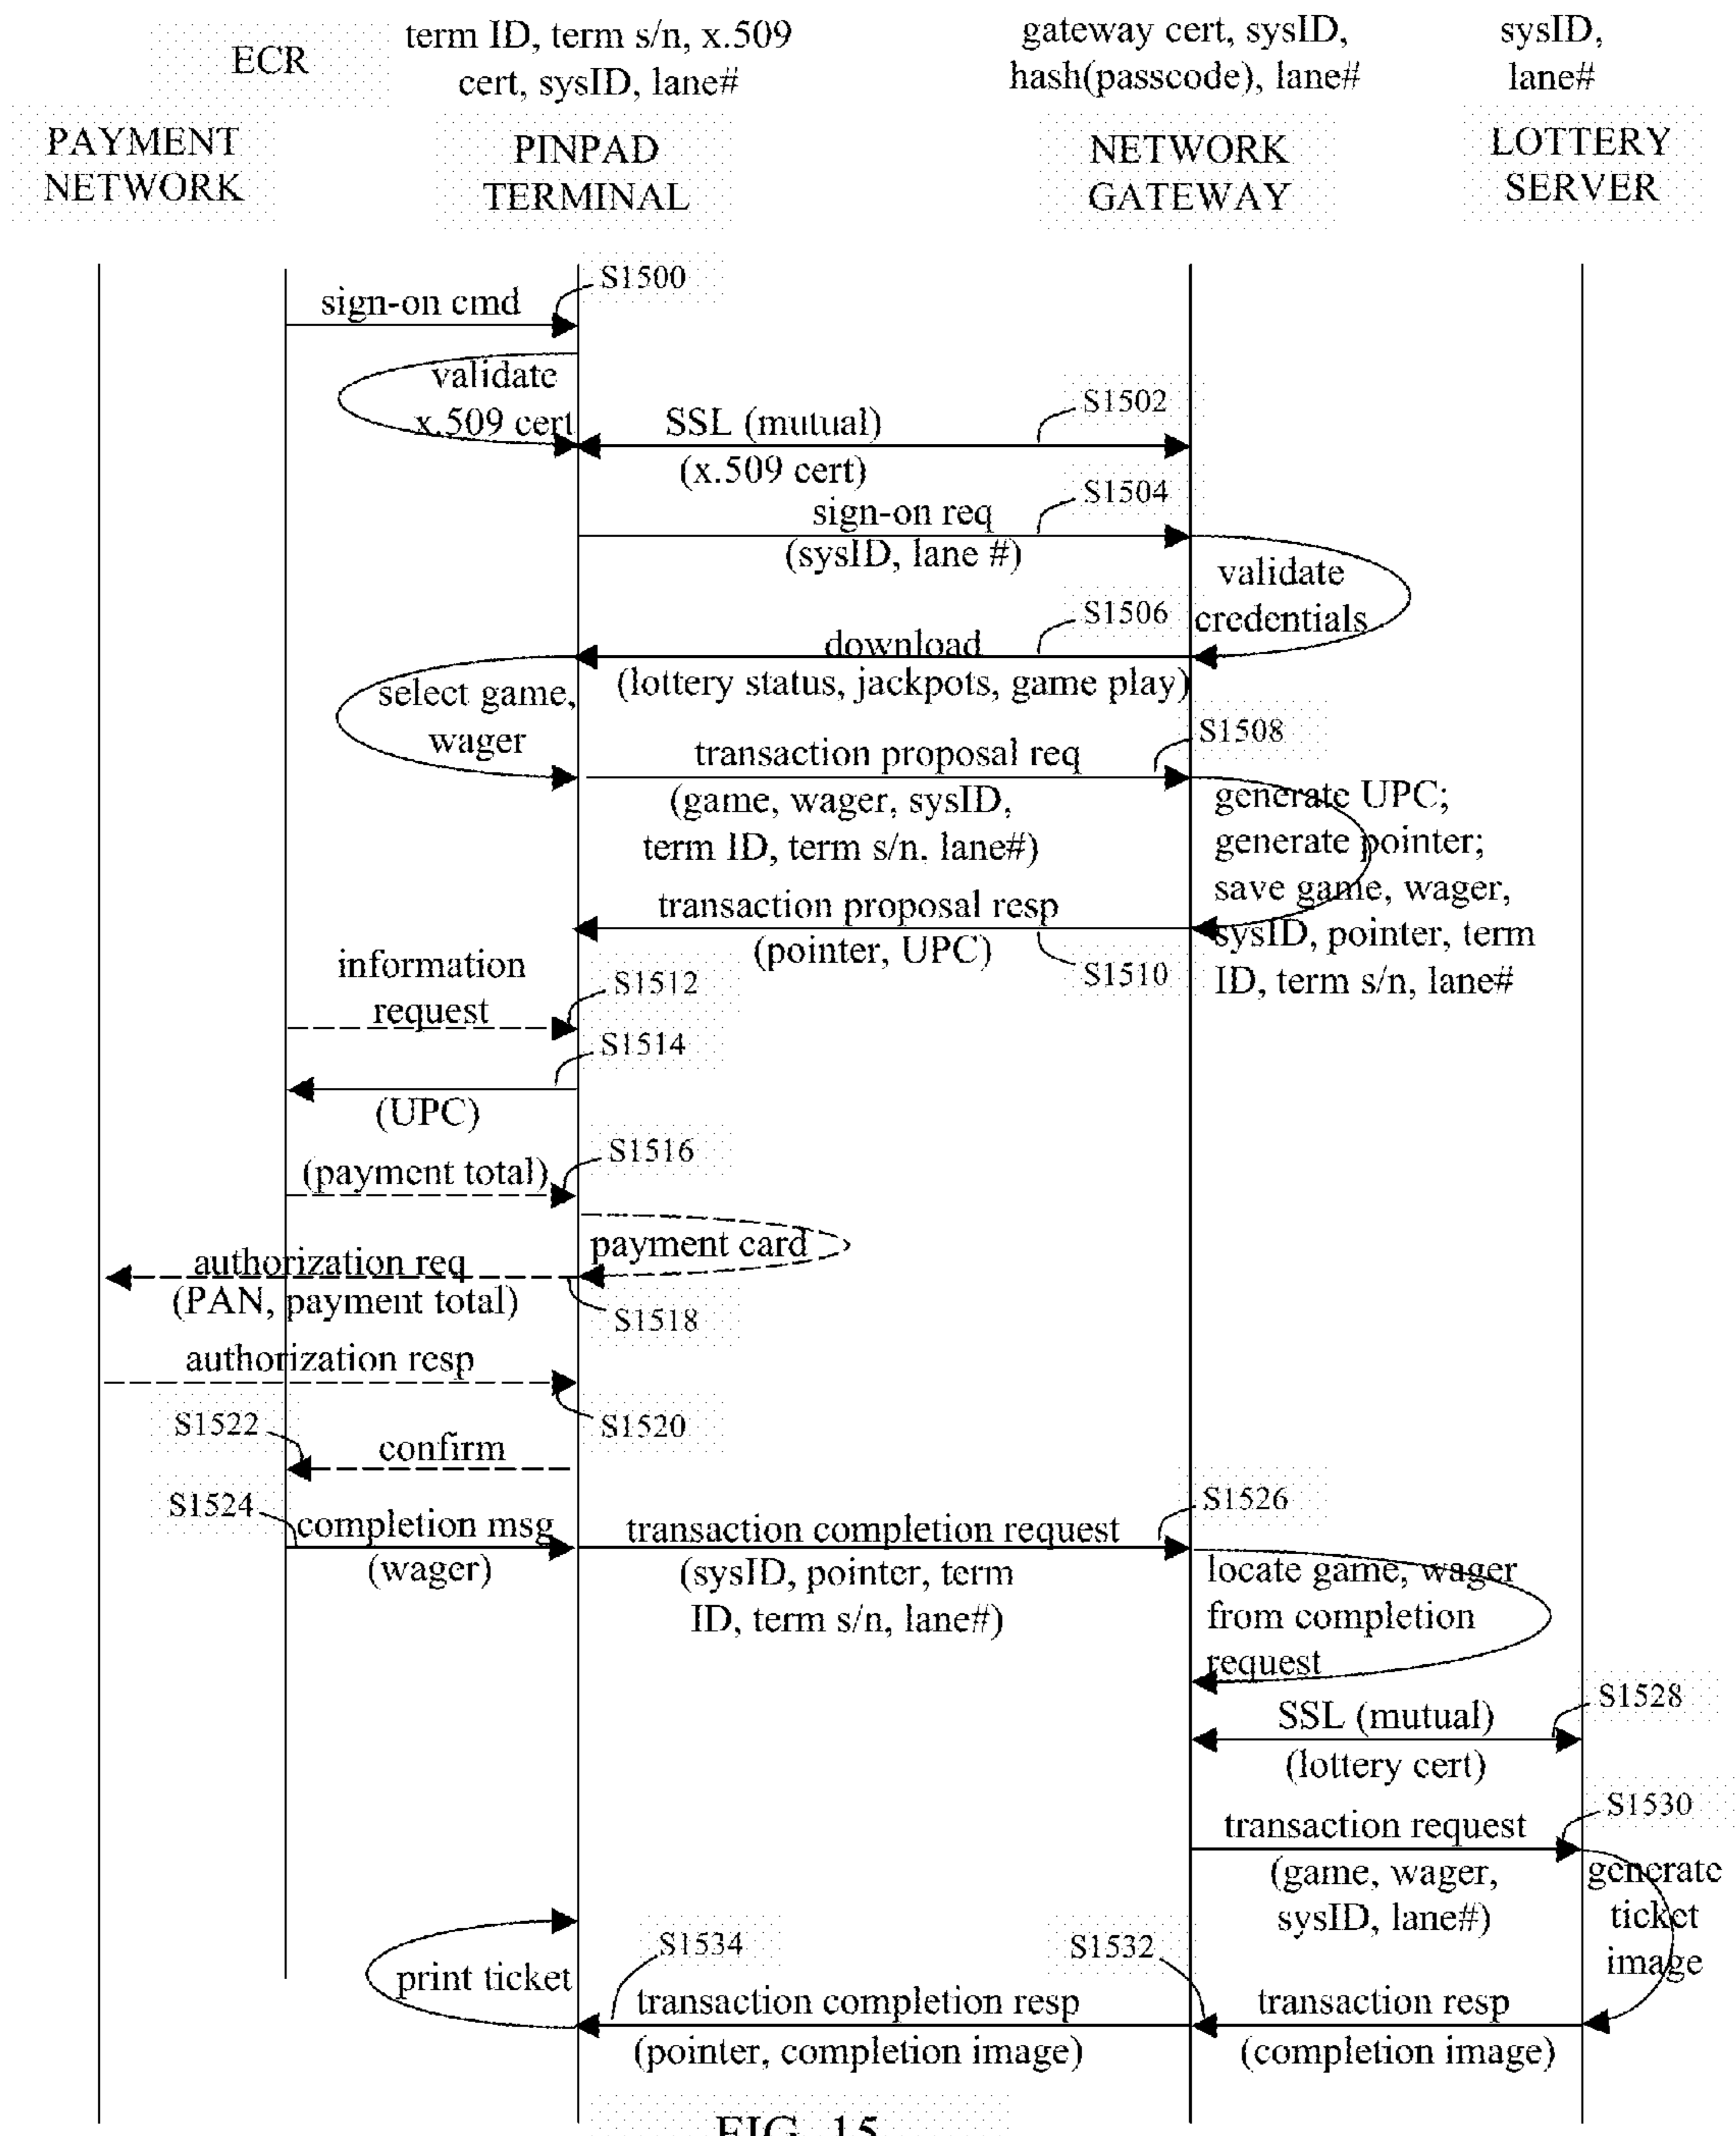 ECR
term ID, term s/n, x.509
cert, sysID, lane#
gateway cert, sysID,
hash(passcode), lane#
sysID,
lane#
PAYMENT
NETWORK
PINPAD
TERMINAL
NETWORK
GATEWAY
LOTTERY
SERVER
S1500
sign-on cmd
validate
x.509 cert
S1502
SSL (mutual)
(x.509 cert)
S1504
sign-on req
(sysID, lane #)
validate
credentials
S1506
download
(lottery status, jackpots, game play)
select game,
wager
S1508
transaction proposal req
(game, wager, sysID,
term ID, term s/n, lane#)
generate UPC;
generate pointer;
save game, wager,
sysID, pointer, term
ID, term s/n, lane#
transaction proposal resp
(pointer, UPC)
S1510
information
request
S1512
S1514
(UPC)
S1516
(payment total)
payment card
authorization req
(PAN, payment total)
S1518
authorization resp
S1520
S1522
confirm
S1524
completion msg
(wager)
S1526
transaction completion request
(sysID, pointer, term
ID, term s/n, lane#)
locate game, wager
from completion
request
S1528
SSL (mutual)
(lottery cert)
S1530
transaction request
(game, wager,
sysID, lane#)
generate
ticket
image
print ticket
S1534
S1532
transaction completion resp
(pointer, completion image)
transaction resp
(completion image)
FIG. 15